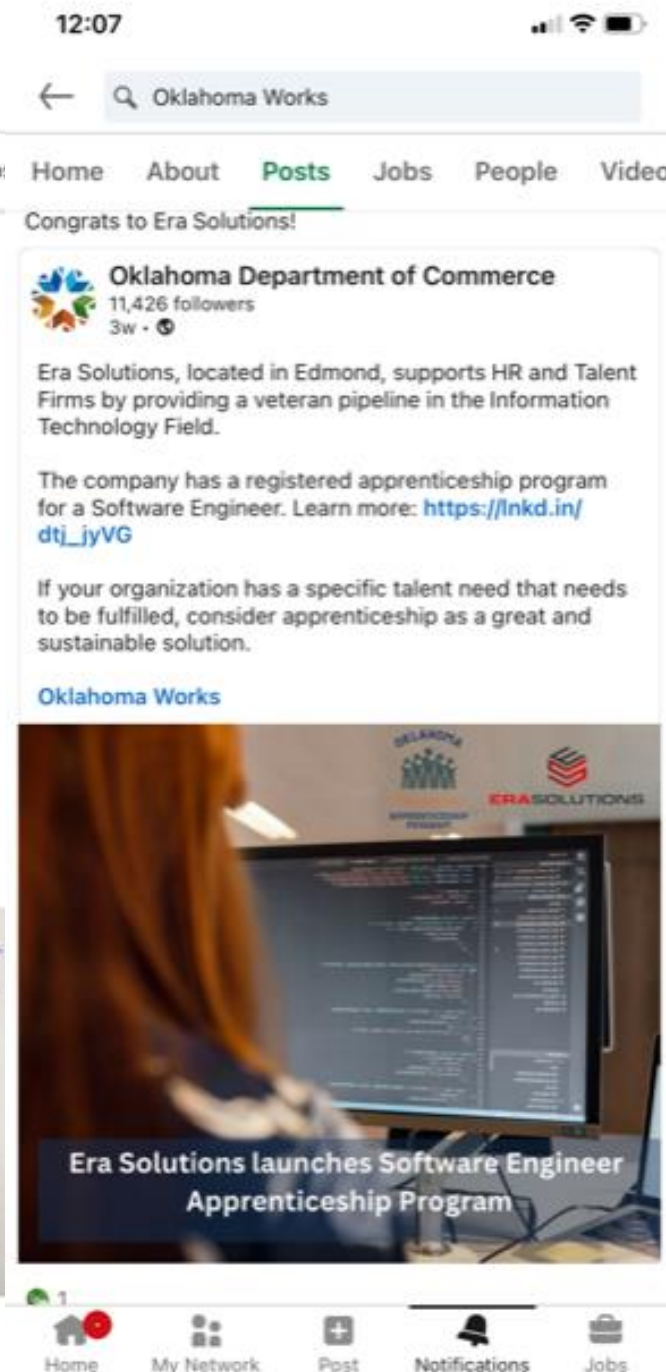 12:07
Oklahoma Works
Home About Posts Jobs People Video
Congrats to Era Solutions!
Oklahoma Department of Commerce
11,426 followers
3w •
Era Solutions, located in Edmond, supports HR and Talent
Firms by providing a veteran pipeline in the Information
Technology Field.
The company has a registered apprenticeship program
for a Software Engineer. Learn more: https://lnkd.in/
dtj_jyVG
If your organization has a specific talent need that needs
to be fulfilled, consider apprenticeship as a great and
sustainable solution.
Oklahoma Works
OKLAHOMA
ERASOLUTIONS
Era Solutions launches Software Engineer
Apprenticeship Program
1
Home My Network Post Notifications Jobs